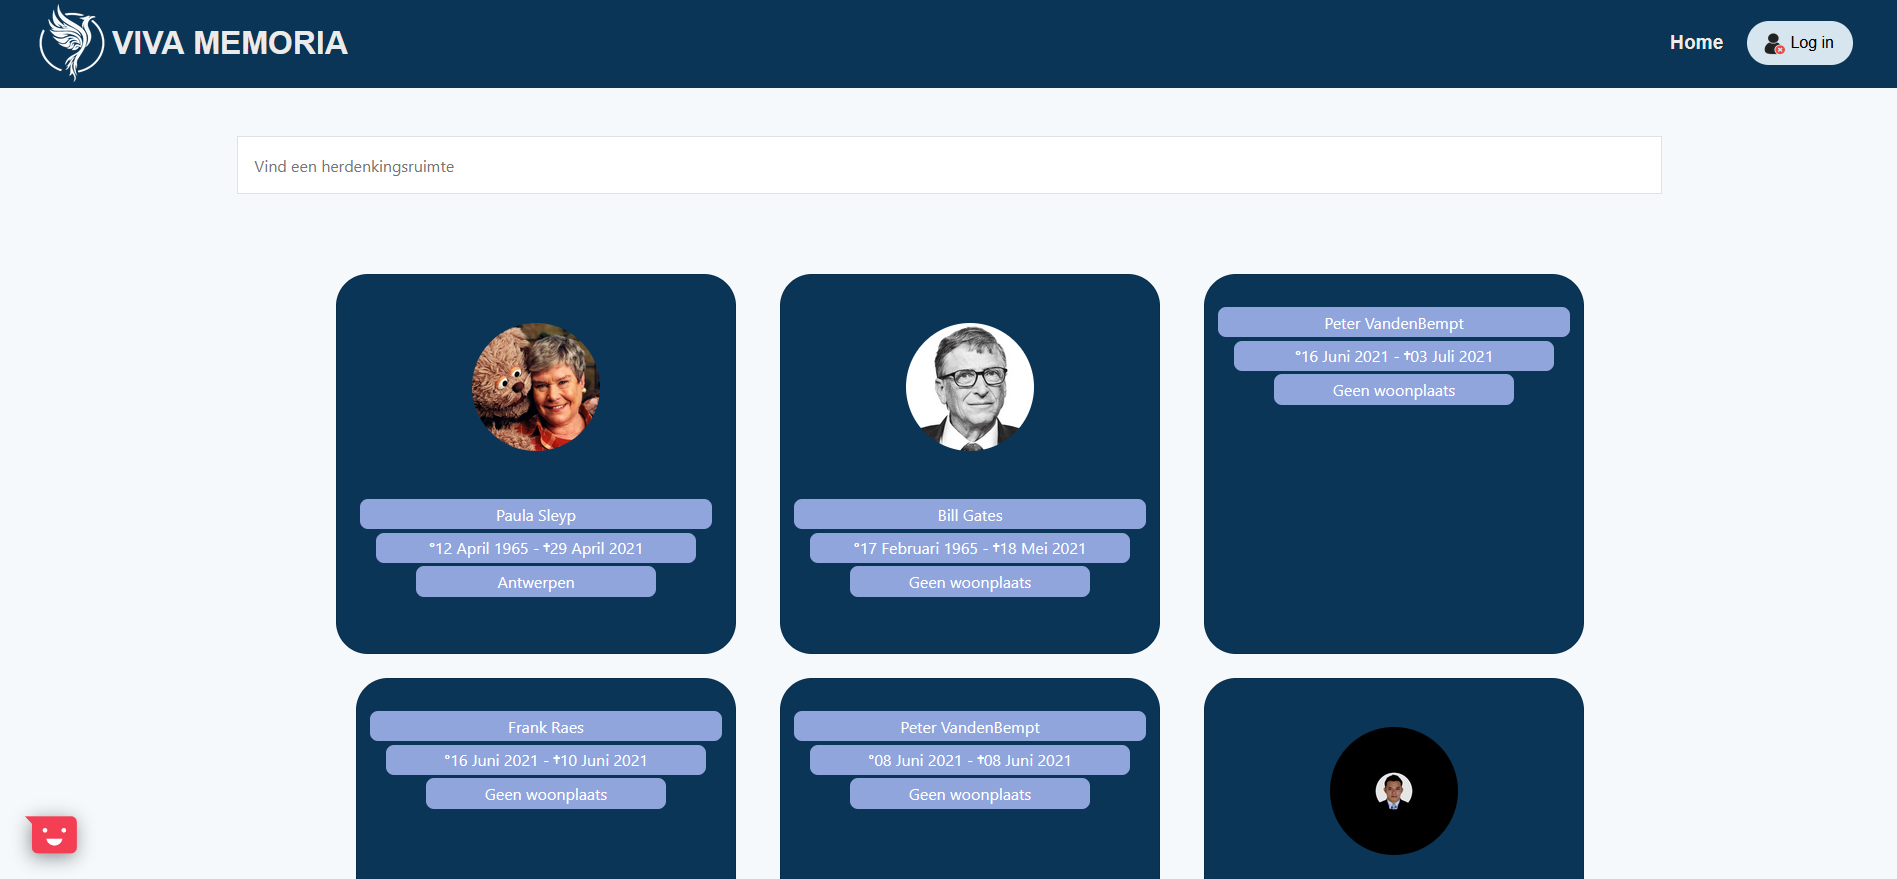 VIVA MEMORIA
Home
Log in
Vind een herdenkingsruimte
Paula Sleyp
°12 April 1965 - ✝29 April 2021
Antwerpen
Bill Gates
°17 Februari 1965 - ✝18 Mei 2021
Geen woonplaats
Peter VandenBempt
°16 Juni 2021 - ✝03 Juli 2021
Geen woonplaats
Frank Raes
°16 Juni 2021 - ✝10 Juni 2021
Geen woonplaats
Peter VandenBempt
°08 Juni 2021 - ✝08 Juni 2021
Geen woonplaats